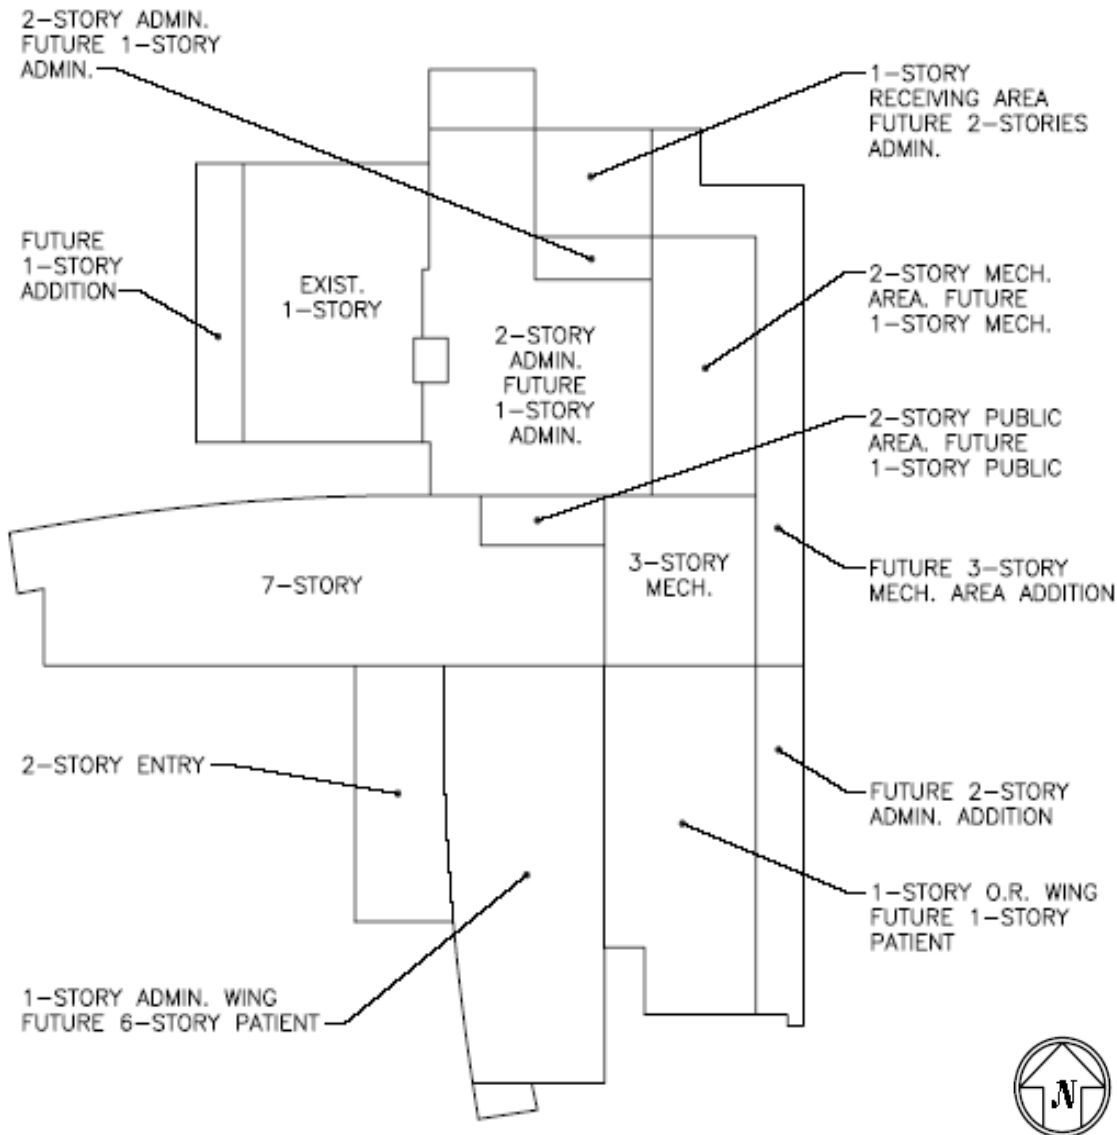 2-STORY ADMIN.
FUTURE 1-STORY
ADMIN.
1-STORY
RECEIVING AREA
FUTURE 2-STORIES
ADMIN.
FUTURE
1-STORY
ADDITION
EXIST.
1-STORY
2-STORY
ADMIN.
FUTURE
1-STORY
ADMIN.
2-STORY MECH.
AREA. FUTURE
1-STORY MECH.
2-STORY PUBLIC
AREA. FUTURE
1-STORY PUBLIC
7-STORY
3-STORY
MECH.
FUTURE 3-STORY
MECH. AREA ADDITION
2-STORY ENTRY
FUTURE 2-STORY
ADMIN. ADDITION
1-STORY O.R. WING
FUTURE 1-STORY
PATIENT
1-STORY ADMIN. WING
FUTURE 6-STORY PATIENT
N